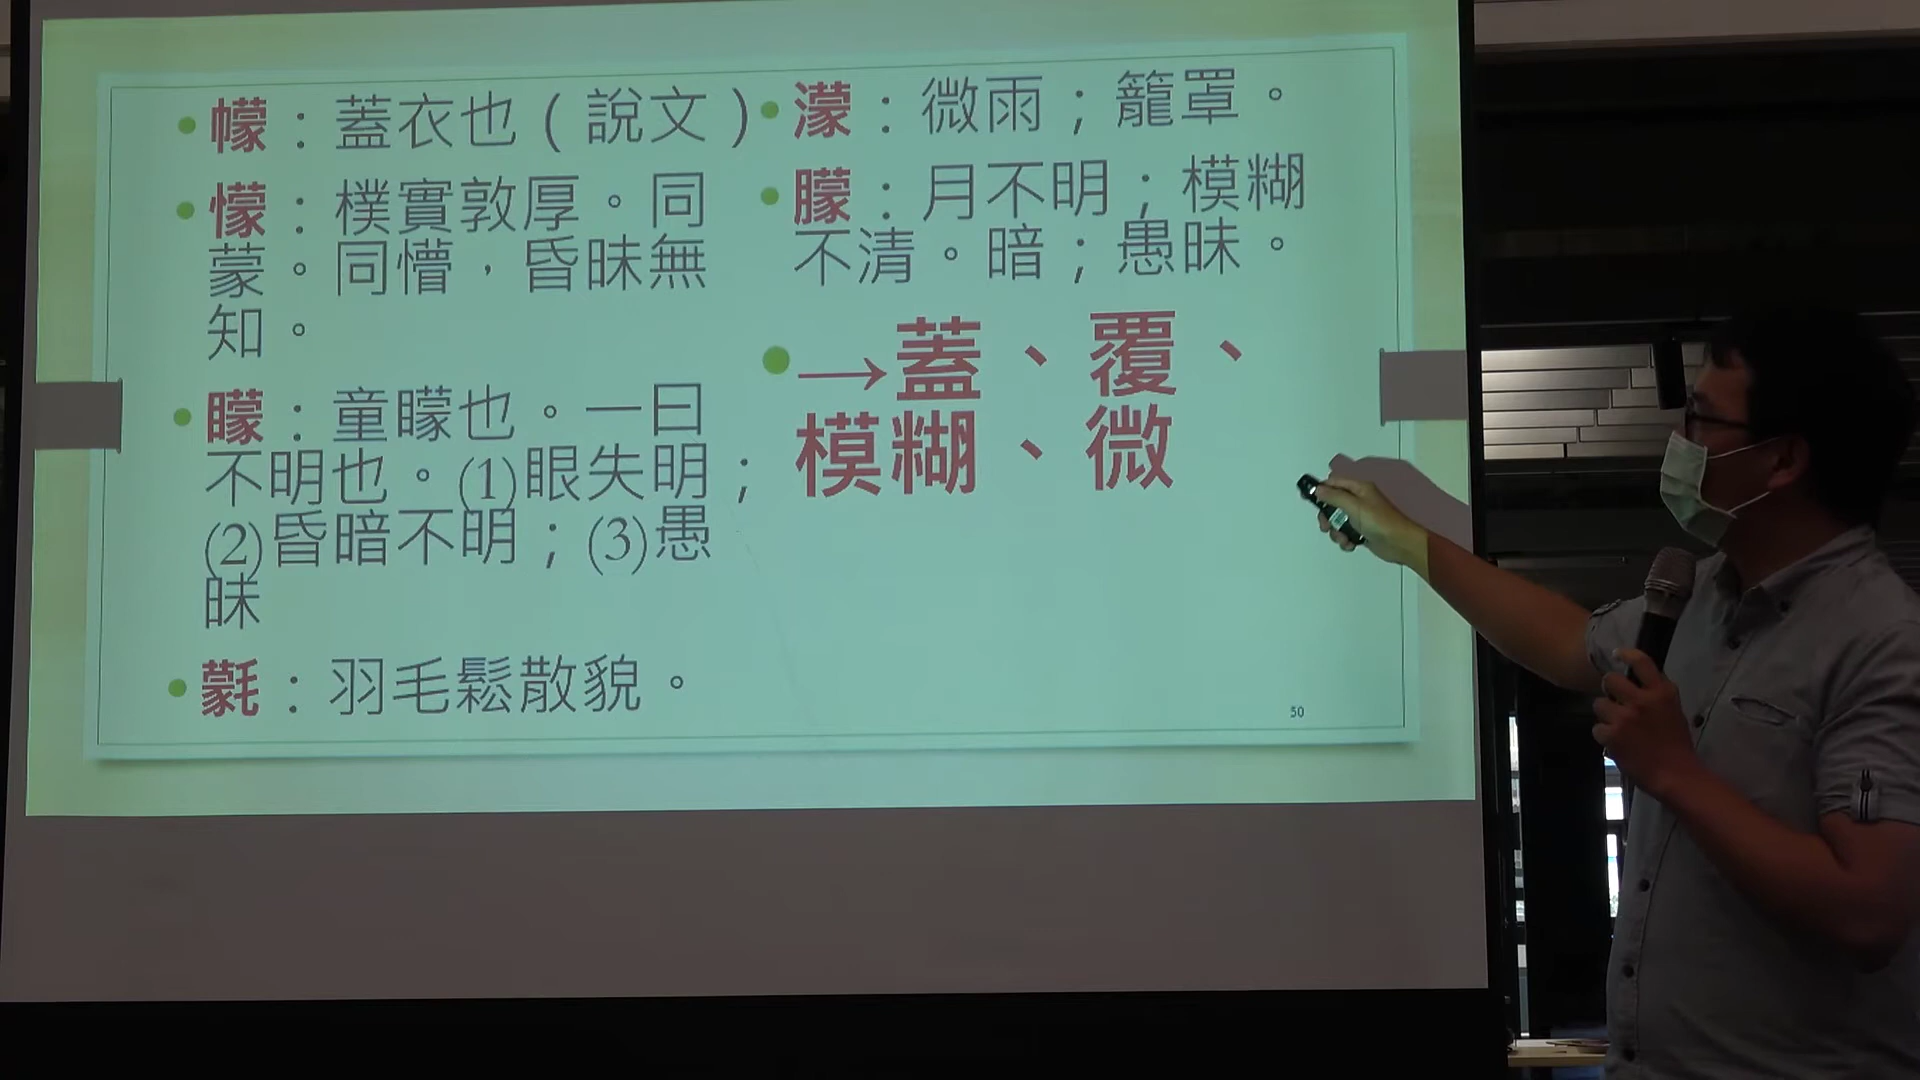 • 幪：蓋衣也（說文）
• 懞：樸實敦厚。同
蒙。同懵，昏昧無
知。
• 矇：童矇也。一曰
不明也。(1)眼失明；
(2)昏暗不明；(3)愚
昧
• 氋：羽毛鬆散貌。
• 濛：微雨；籠罩。
• 朦：月不明；模糊
不清。暗；愚昧。
• →蓋、覆、
模糊、微
50